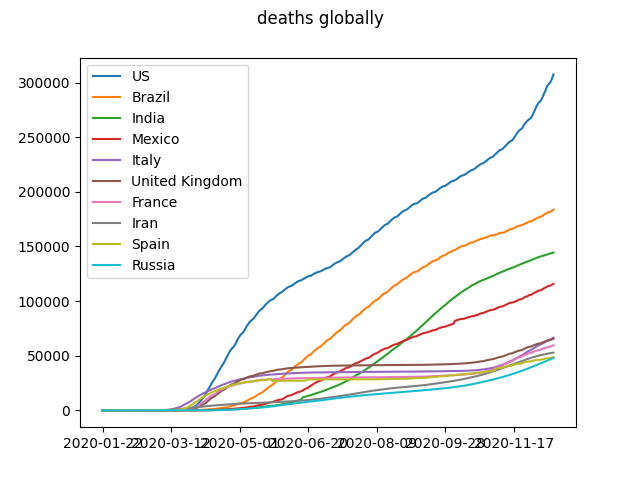 deaths globally
300000
250000
200000
150000
100000
50000
0
US
Brazil
India
Mexico
Italy
United Kingdom
France
Iran
Spain
Russia
2020-01-22 2020-03-12 2020-05-01 2020-06-20 2020-08-09 2020-09-28 2020-11-17